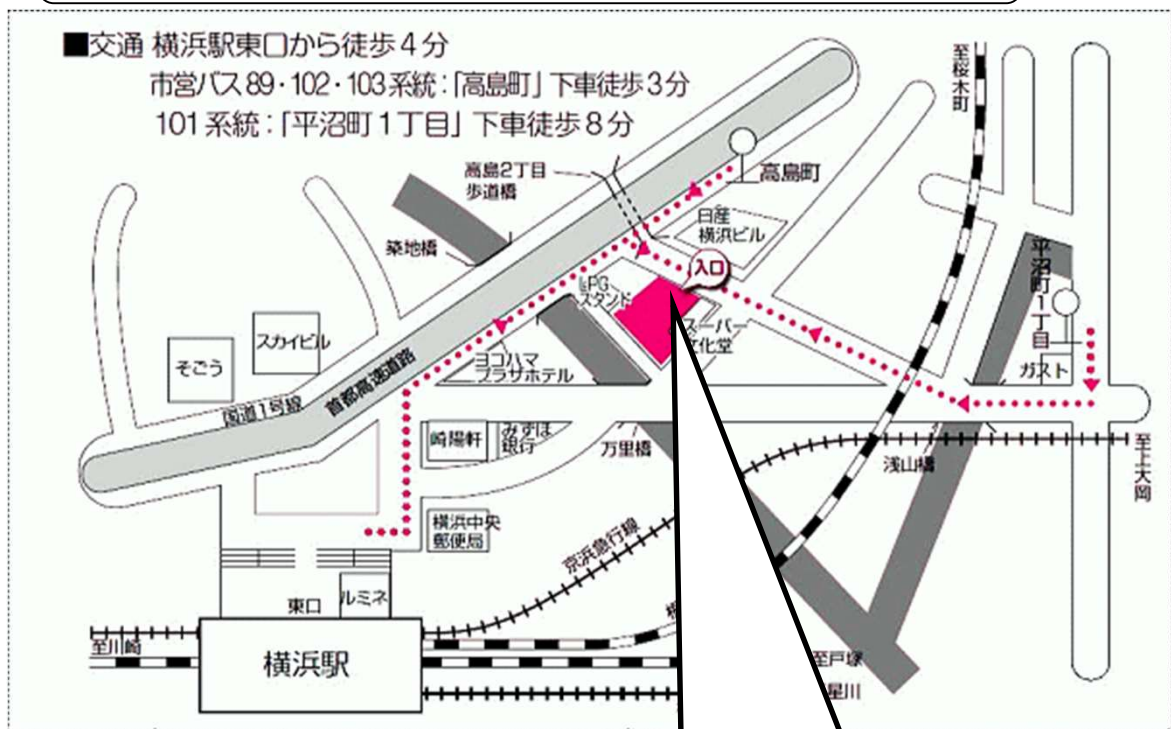 ■交通 横浜駅東口から徒歩4分
市営バス89・102・103系統:「高島町」下車徒歩3分
101系統:「平沼町1丁目」下車徒歩8分
至桜木町
高島2丁目
歩道橋
高島町
日産
横浜ビル
築地橋
入口
平沼町1丁目
LPG
スタンド
スーパー
文化堂
スカイビル
そごう
ヨコハマ
プラザホテル
ガスト
首都高速道路
国道1号線
崎陽軒
みずほ
銀行
万里橋
浅山橋
至上大岡
横浜中央
郵便局
京浜急行線
東口
ルミネ
至川崎
横浜駅
至戸塚
星川